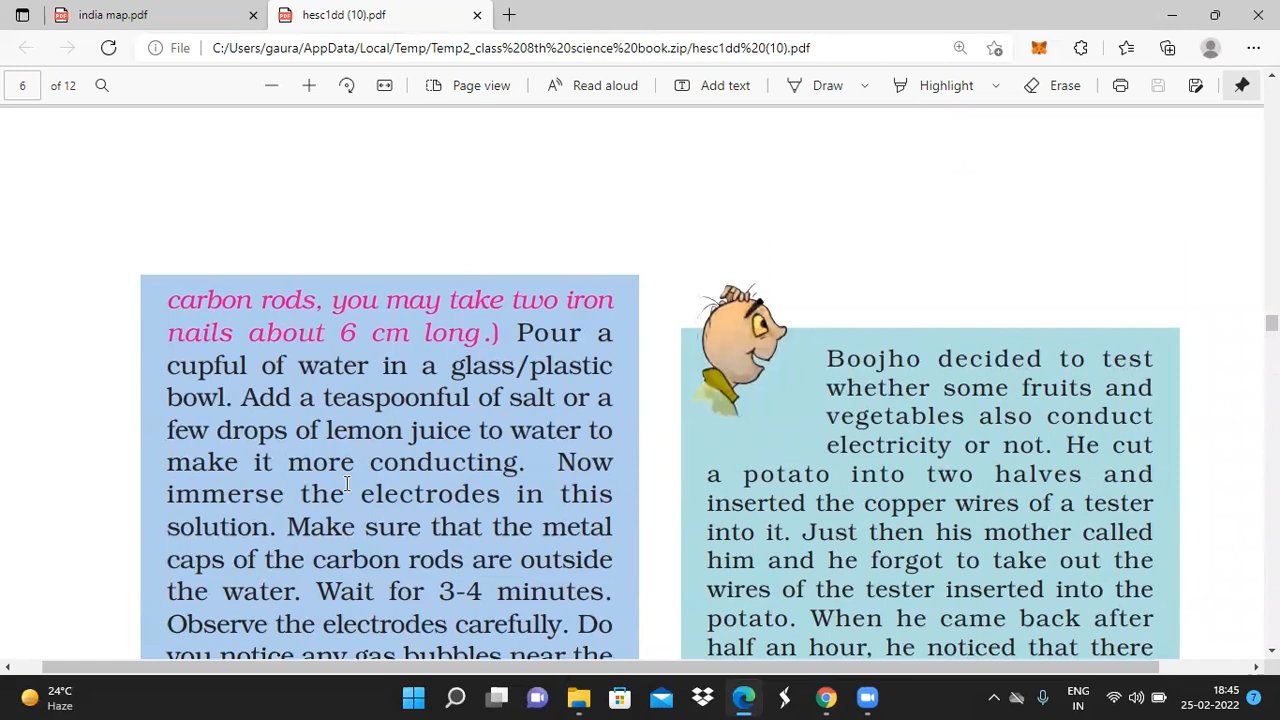 india map.pdf
hesc1dd (10).pdf
File
C:/Users/gaura/AppData/Local/Temp/Temp2_class%208th%20science%20book.zip/hesc1dd%20(10).pdf
6 of 12
Page view
Read aloud
Add text
Draw
Highlight
Erase
carbon rods, you may take two iron
nails about 6 cm long.) Pour a
cupful of water in a glass/plastic
bowl. Add a teaspoonful of salt or a
few drops of lemon juice to water to
make it more conducting. Now
immerse the electrodes in this
solution. Make sure that the metal
caps of the carbon rods are outside
the water. Wait for 3-4 minutes.
Observe the electrodes carefully. Do
you notice any gas bubbles near the
Boojho decided to test
whether some fruits and
vegetables also conduct
electricity or not. He cut
a potato into two halves and
inserted the copper wires of a tester
into it. Just then his mother called
him and he forgot to take out the
wires of the tester inserted into the
potato. When he came back after
half an hour, he noticed that there
24°C
Haze
ENG
IN
18:45
25-02-2022
7